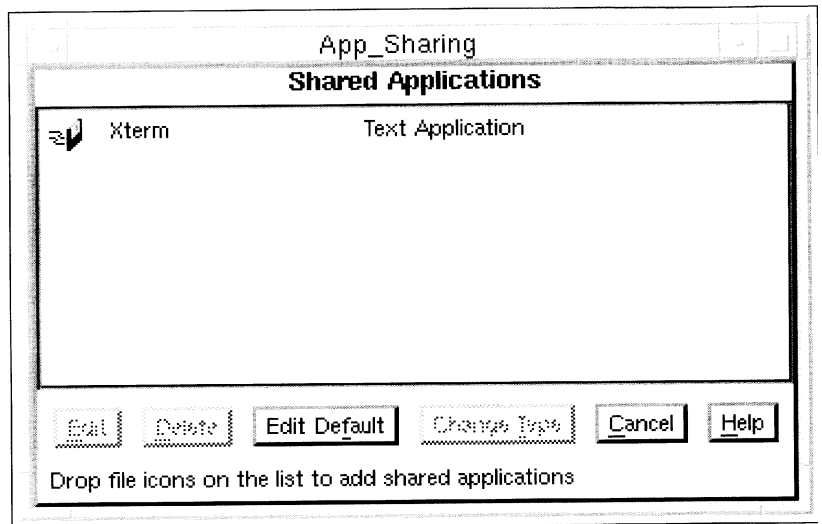 App_Sharing
Shared Applications
Xterm Text Application
Edit Delete Edit Default Change Type Cancel Help
Drop file icons on the list to add shared applications